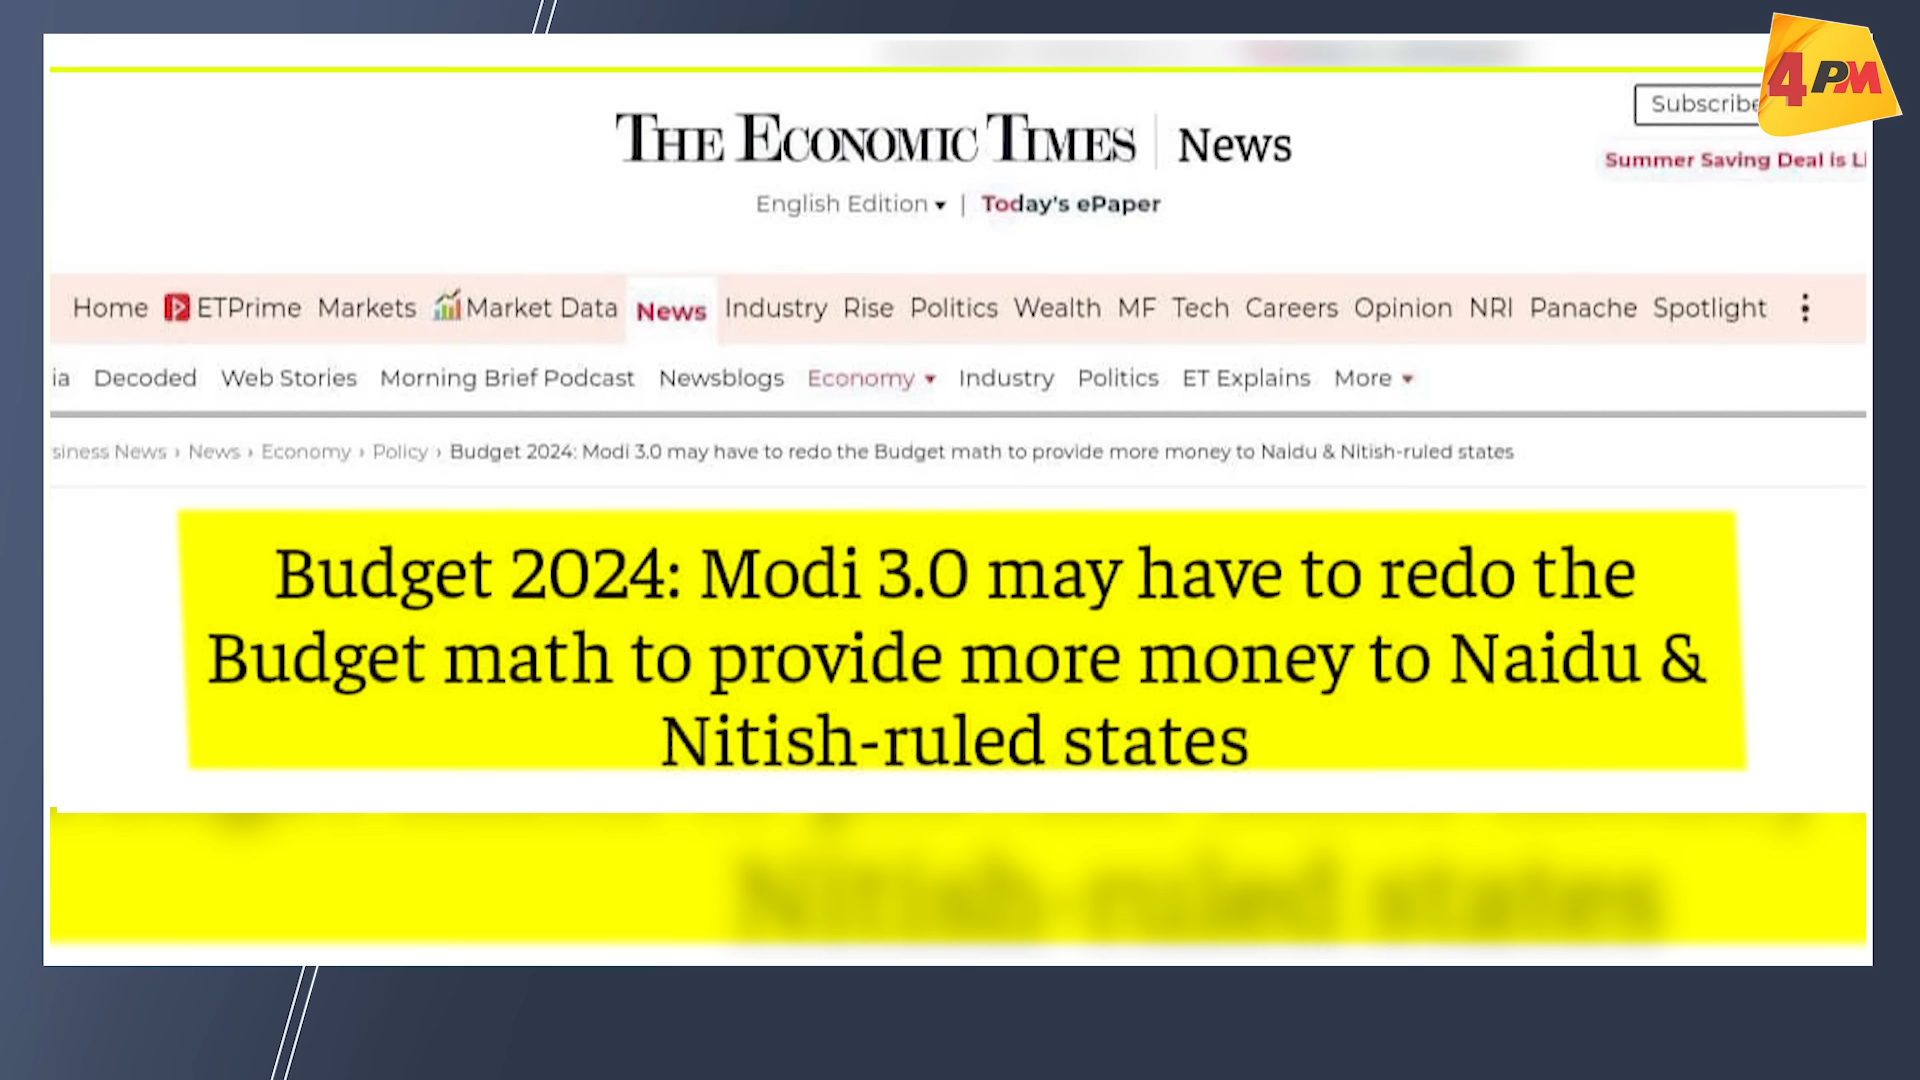 4PM
THE ECONOMIC TIMES | News
Subscribe
Summer Saving Deal is Li
English Edition ▾ | Today's ePaper
Home ETPrime Markets Market Data News Industry Rise Politics Wealth MF Tech Careers Opinion NRI Panache Spotlight
ia Decoded Web Stories Morning Brief Podcast Newsblogs Economy ▾ Industry Politics ET Explains More ▾
siness News › News › Economy › Policy › Budget 2024: Modi 3.0 may have to redo the Budget math to provide more money to Naidu & Nitish-ruled states
Budget 2024: Modi 3.0 may have to redo the
Budget math to provide more money to Naidu &
Nitish-ruled states
Nitish-ruled states